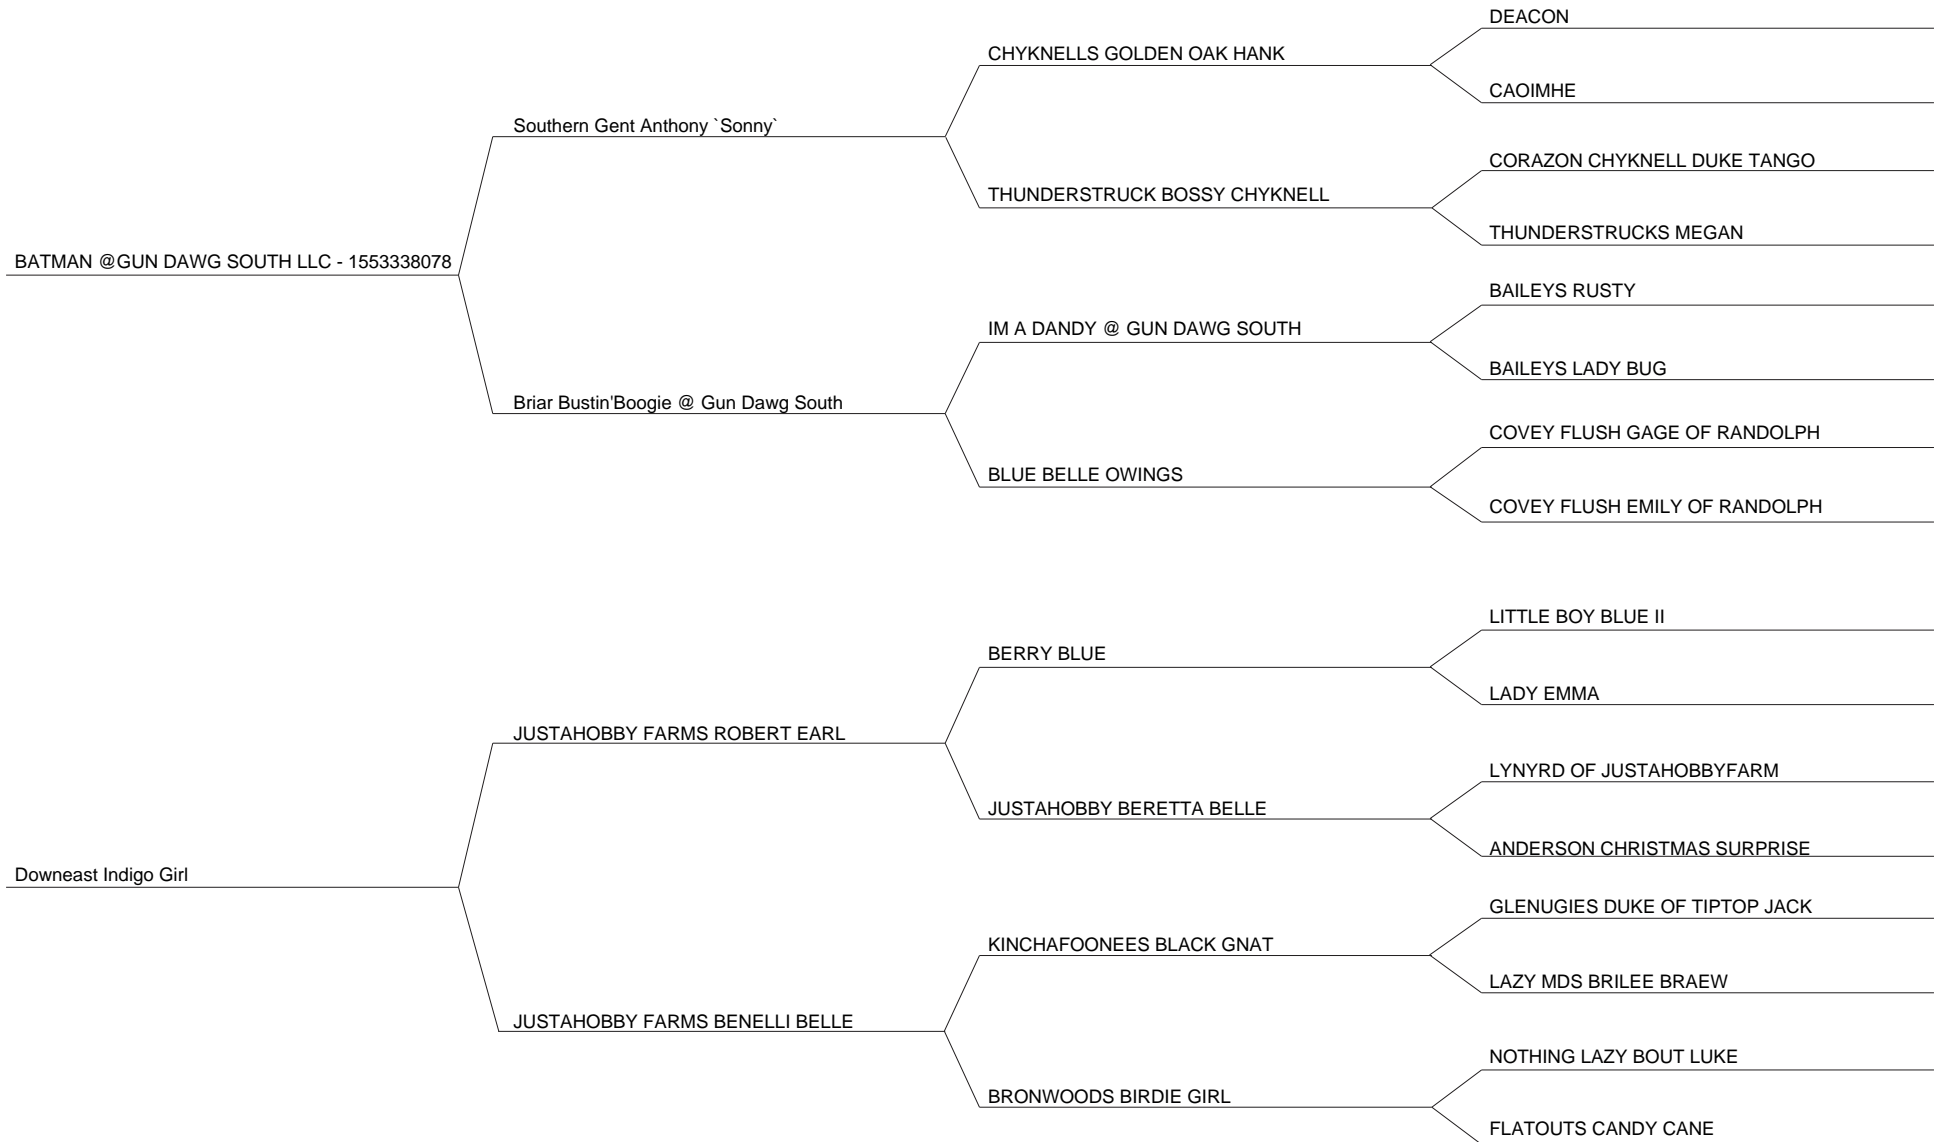 DEACON
CHYKNELLS GOLDEN OAK HANK
CAOIMHE
Southern Gent Anthony `Sonny`
CORAZON CHYKNELL DUKE TANGO
THUNDERSTRUCK BOSSY CHYKNELL
THUNDERSTRUCKS MEGAN
BATMAN @GUN DAWG SOUTH LLC - 1553338078
BAILEYS RUSTY
IM A DANDY @ GUN DAWG SOUTH
BAILEYS LADY BUG
Briar Bustin'Boogie @ Gun Dawg South
COVEY FLUSH GAGE OF RANDOLPH
BLUE BELLE OWINGS
COVEY FLUSH EMILY OF RANDOLPH
LITTLE BOY BLUE II
BERRY BLUE
LADY EMMA
JUSTAHOBBY FARMS ROBERT EARL
LYNYRD OF JUSTAHOBBYFARM
JUSTAHOBBY BERETTA BELLE
ANDERSON CHRISTMAS SURPRISE
Downeast Indigo Girl
GLENUGIES DUKE OF TIPTOP JACK
KINCHAFOONEES BLACK GNAT
LAZY MDS BRILEE BRAEW
JUSTAHOBBY FARMS BENELLI BELLE
NOTHING LAZY BOUT LUKE
BRONWOODS BIRDIE GIRL
FLATOUTS CANDY CANE